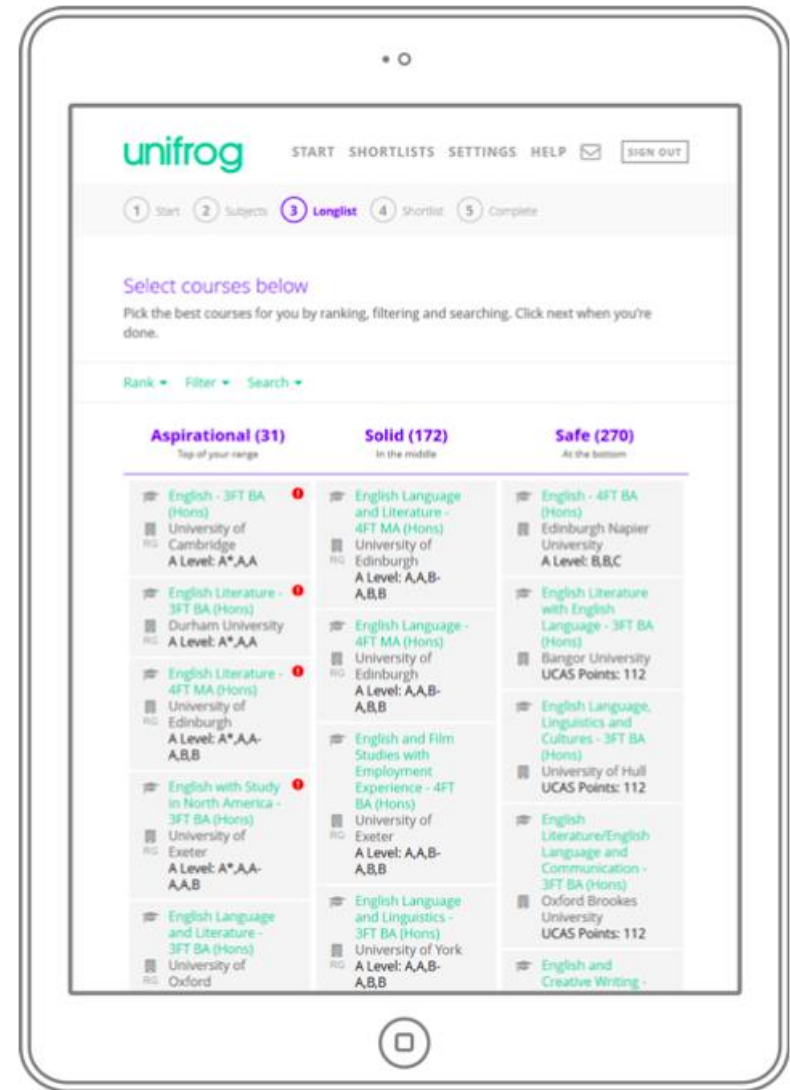 unifrog START SHORTLISTS SETTINGS HELP SIGN OUT
1 Start 2 Subjects 3 Longlist 4 Shortlist 5 Complete
Select courses below
Pick the best courses for you by ranking, filtering and searching. Click next when you're
done.
Rank Filter Search
Aspirational (31)
Top of your range
English - 3FT BA
(Hons)
University of
RG Cambridge
A Level: A*,A,A
English Literature -
3FT BA (Hons)
Durham University
RG A Level: A*,A,A
English Literature -
4FT MA (Hons)
University of
RG Edinburgh
A Level: A*,A,A-
A,B,B
English with Study
in North America -
3FT BA (Hons)
University of
RG Exeter
A Level: A*,A,A-
A,A,B
English Language
and Literature -
3FT BA (Hons)
University of
RG Oxford
Solid (172)
In the middle
English Language
and Literature -
4FT MA (Hons)
University of
RG Edinburgh
A Level: A,A,B-
A,B,B
English Language -
4FT MA (Hons)
University of
RG Edinburgh
A Level: A,A,B-
A,B,B
English and Film
Studies with
Employment
Experience - 4FT
BA (Hons)
University of
RG Exeter
A Level: A,A,B-
A,B,B
English Language
and Linguistics -
3FT BA (Hons)
University of York
RG A Level: A,A,B-
A,B,B
Safe (270)
At the bottom
English - 4FT BA
(Hons)
Edinburgh Napier
University
A Level: B,B,C
English Literature
with English
Language - 3FT BA
(Hons)
Bangor University
UCAS Points: 112
English Language,
Linguistics and
Cultures - 3FT BA
(Hons)
University of Hull
UCAS Points: 112
English
Literature/English
Language and
Communication -
3FT BA (Hons)
Oxford Brookes
University
UCAS Points: 112
English and
Creative Writing -